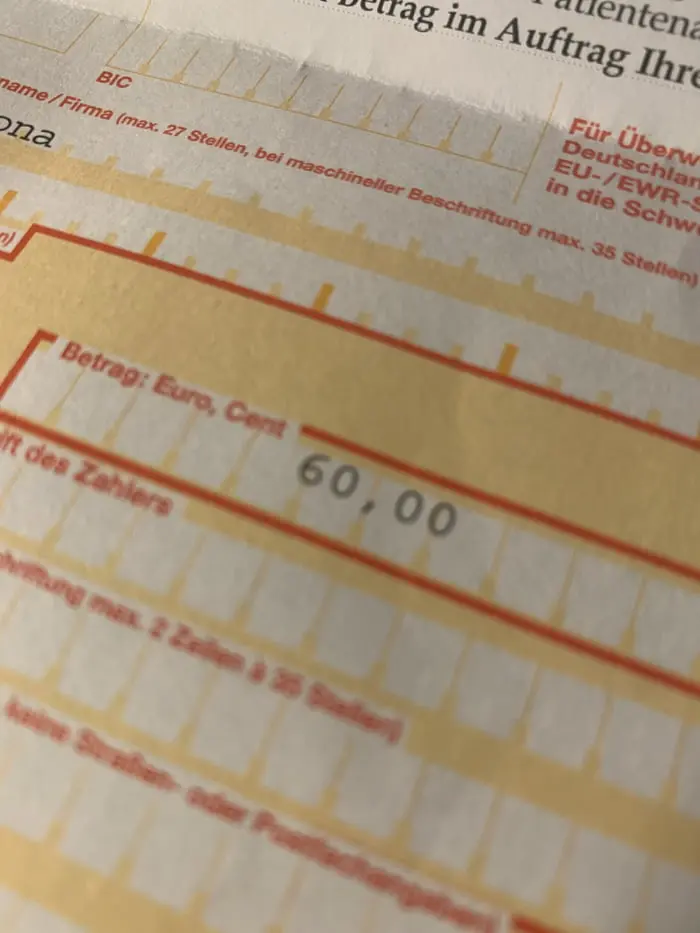 Betrag im Auftrag Ihre
BIC
name / Firma (max. 27 Stellen, bei maschineller Beschriftung max. 35 Stellen)
ona
Für Überw
Deutschlan
EU-/EWR-S
in die Schw
n)
Betrag: Euro, Cent
60,00
ift des Zahlers
hriftung max. 2 Zeilen à 35 Stellen)
keine Straßen- oder Postfachangaben)